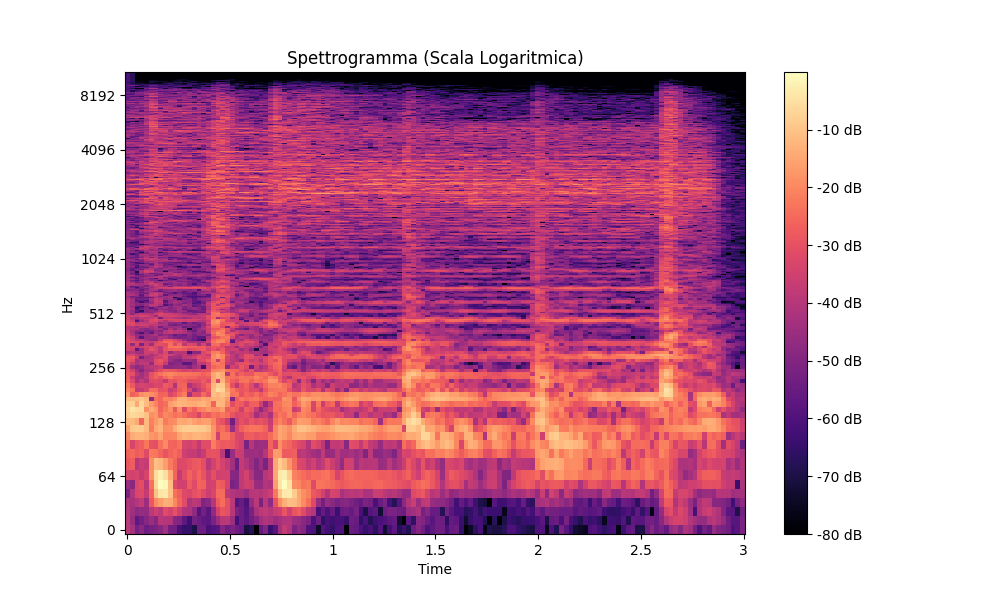 Spettrogramma (Scala Logaritmica)
Hz
8192
4096
2048
1024
512
256
128
64
0
0 0.5 1 1.5 2 2.5 3
Time
-10 dB
-20 dB
-30 dB
-40 dB
-50 dB
-60 dB
-70 dB
-80 dB